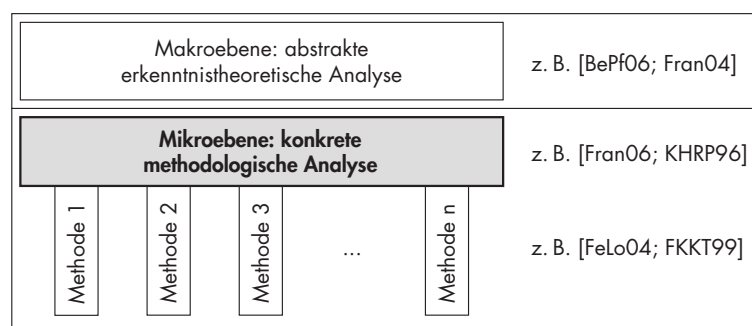 Makroebene: abstrakte
erkenntnistheoretische Analyse
z. B. [BePf06; Fran04]
Mikroebene: konkrete
methodologische Analyse
z. B. [Fran06; KHRP96]
Methode 1
Methode 2
Methode 3
...
Methode n
z. B. [FeLo04; FKKT99]